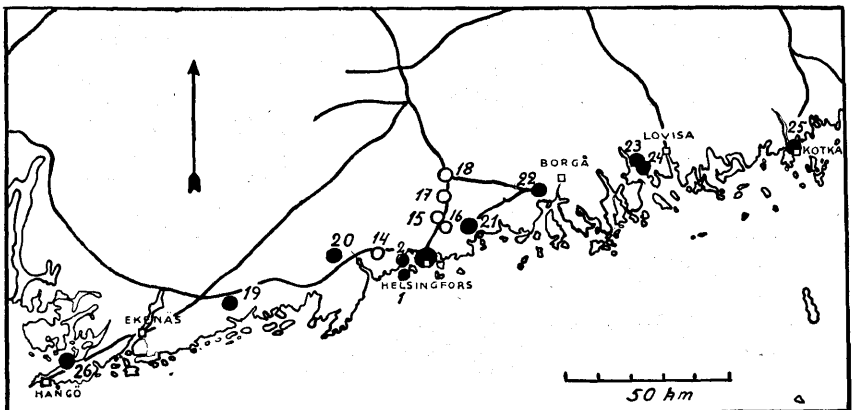 25
LOVISA
KOTKA
23
24
BORGÅ
18
22
17
15
16
21
20
14
2
HELSINGFORS
1
19
EKENÄS
26
HANGÖ
50 km